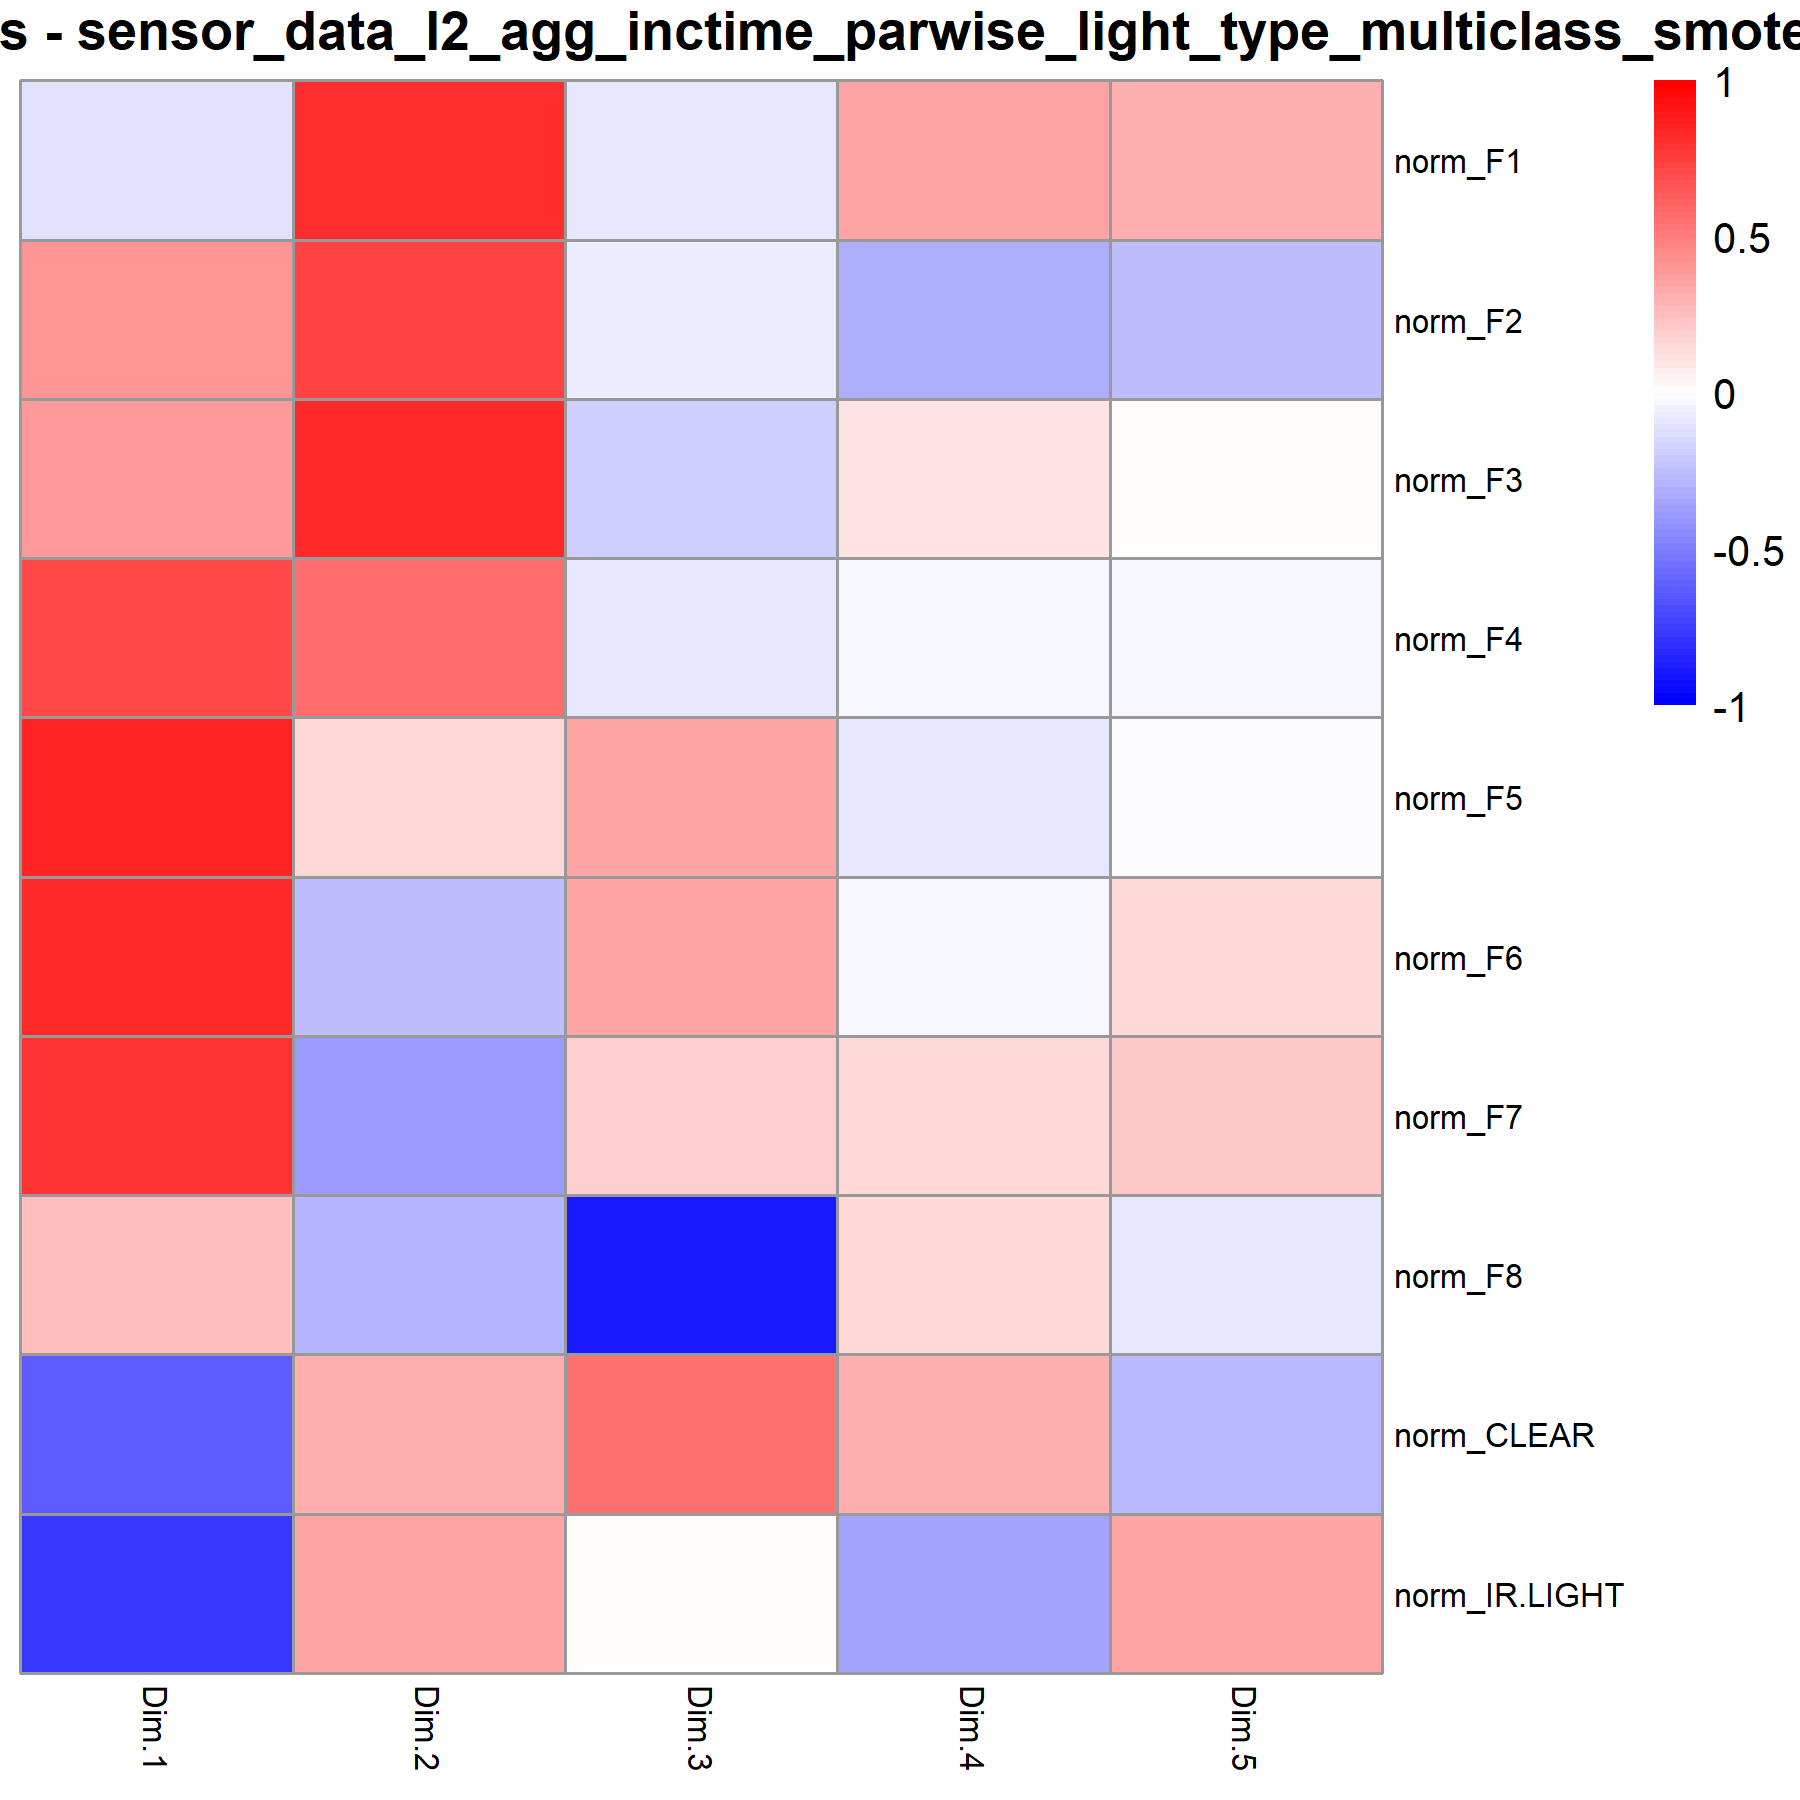 s - sensor_data_l2_agg_inctime_parwise_light_type_multiclass_smote
1
norm_F1
0.5
norm_F2
0
norm_F3
-0.5
norm_F4
-1
norm_F5
norm_F6
norm_F7
norm_F8
norm_CLEAR
norm_IR.LIGHT
Dim.1
Dim.2
Dim.3
Dim.4
Dim.5